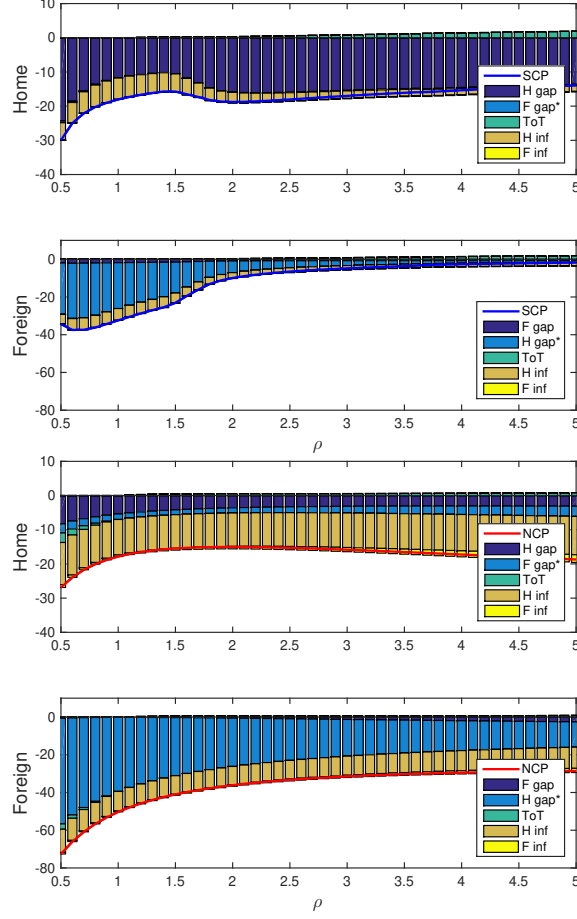 10
0
-10
-20
-30
-40
Home
SCP
H gap
F gap*
ToT
H inf
F inf
0.5 1 1.5 2 2.5 3 3.5 4 4.5 5
0
-20
-40
-60
-80
Foreign
SCP
F gap
H gap*
ToT
H inf
F inf
0.5 1 1.5 2 2.5 3 3.5 4 4.5 5
ρ
10
0
-10
-20
-30
-40
Home
NCP
H gap
F gap*
ToT
H inf
F inf
0.5 1 1.5 2 2.5 3 3.5 4 4.5 5
0
-20
-40
-60
-80
Foreign
NCP
F gap
H gap*
ToT
H inf
F inf
0.5 1 1.5 2 2.5 3 3.5 4 4.5 5
ρ